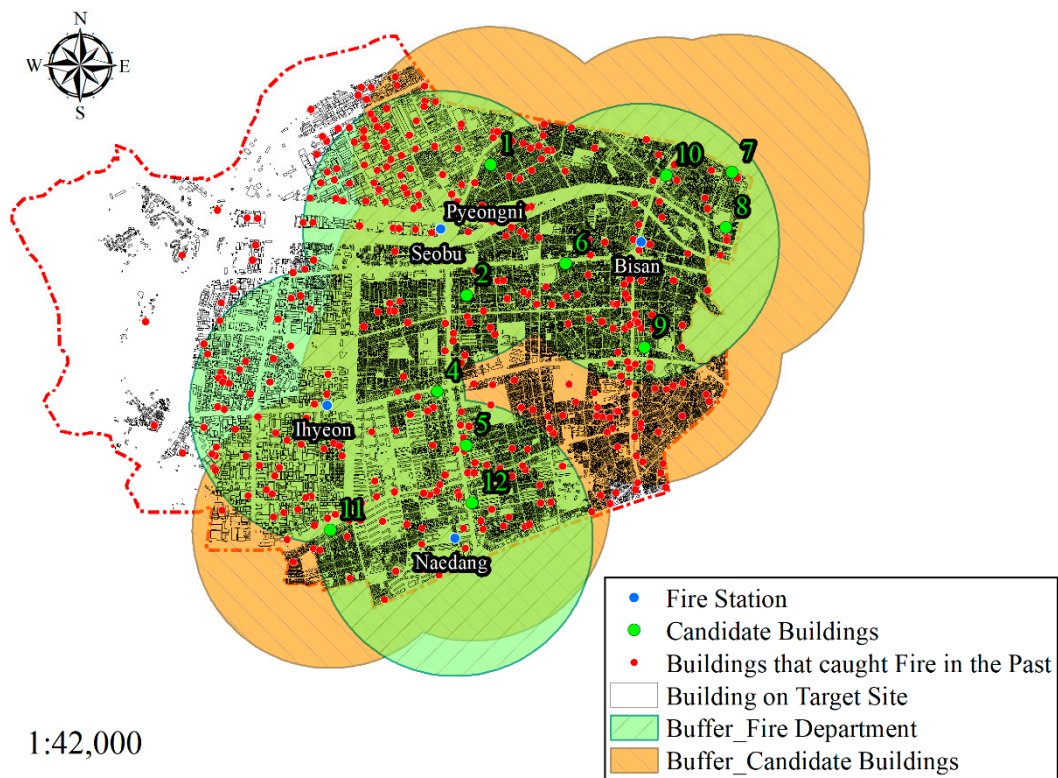 N
W
E
S
1
10
7
8
Pyeongni
Seobu
6
Bisan
2
9
4
Ihyeon
5
12
11
Naedang
Fire Station
Candidate Buildings
Buildings that caught Fire in the Past
Building on Target Site
Buffer_Fire Department
Buffer_Candidate Buildings
1:42,000